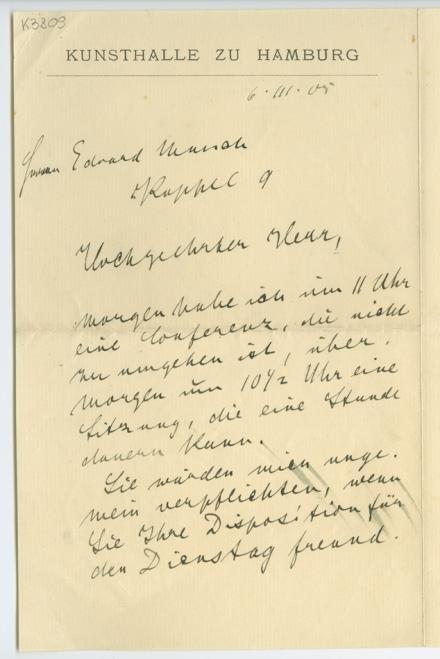 K3809
KUNSTHALLE ZU HAMBURG
6. III. 05
Herrn Edvard Munch
Koppel 9
Hochgeehrter Herr,
morgen habe ich um 11 Uhr
eine Conferenz, die nicht
zu umgehen ist, über.
morgen um 10½ Uhr eine
Sitzung, die eine Stunde
dauern kann.
Sie würden mich unge-
mein verpflichten, wenn
Sie Ihre Disposition für
den Dienstag